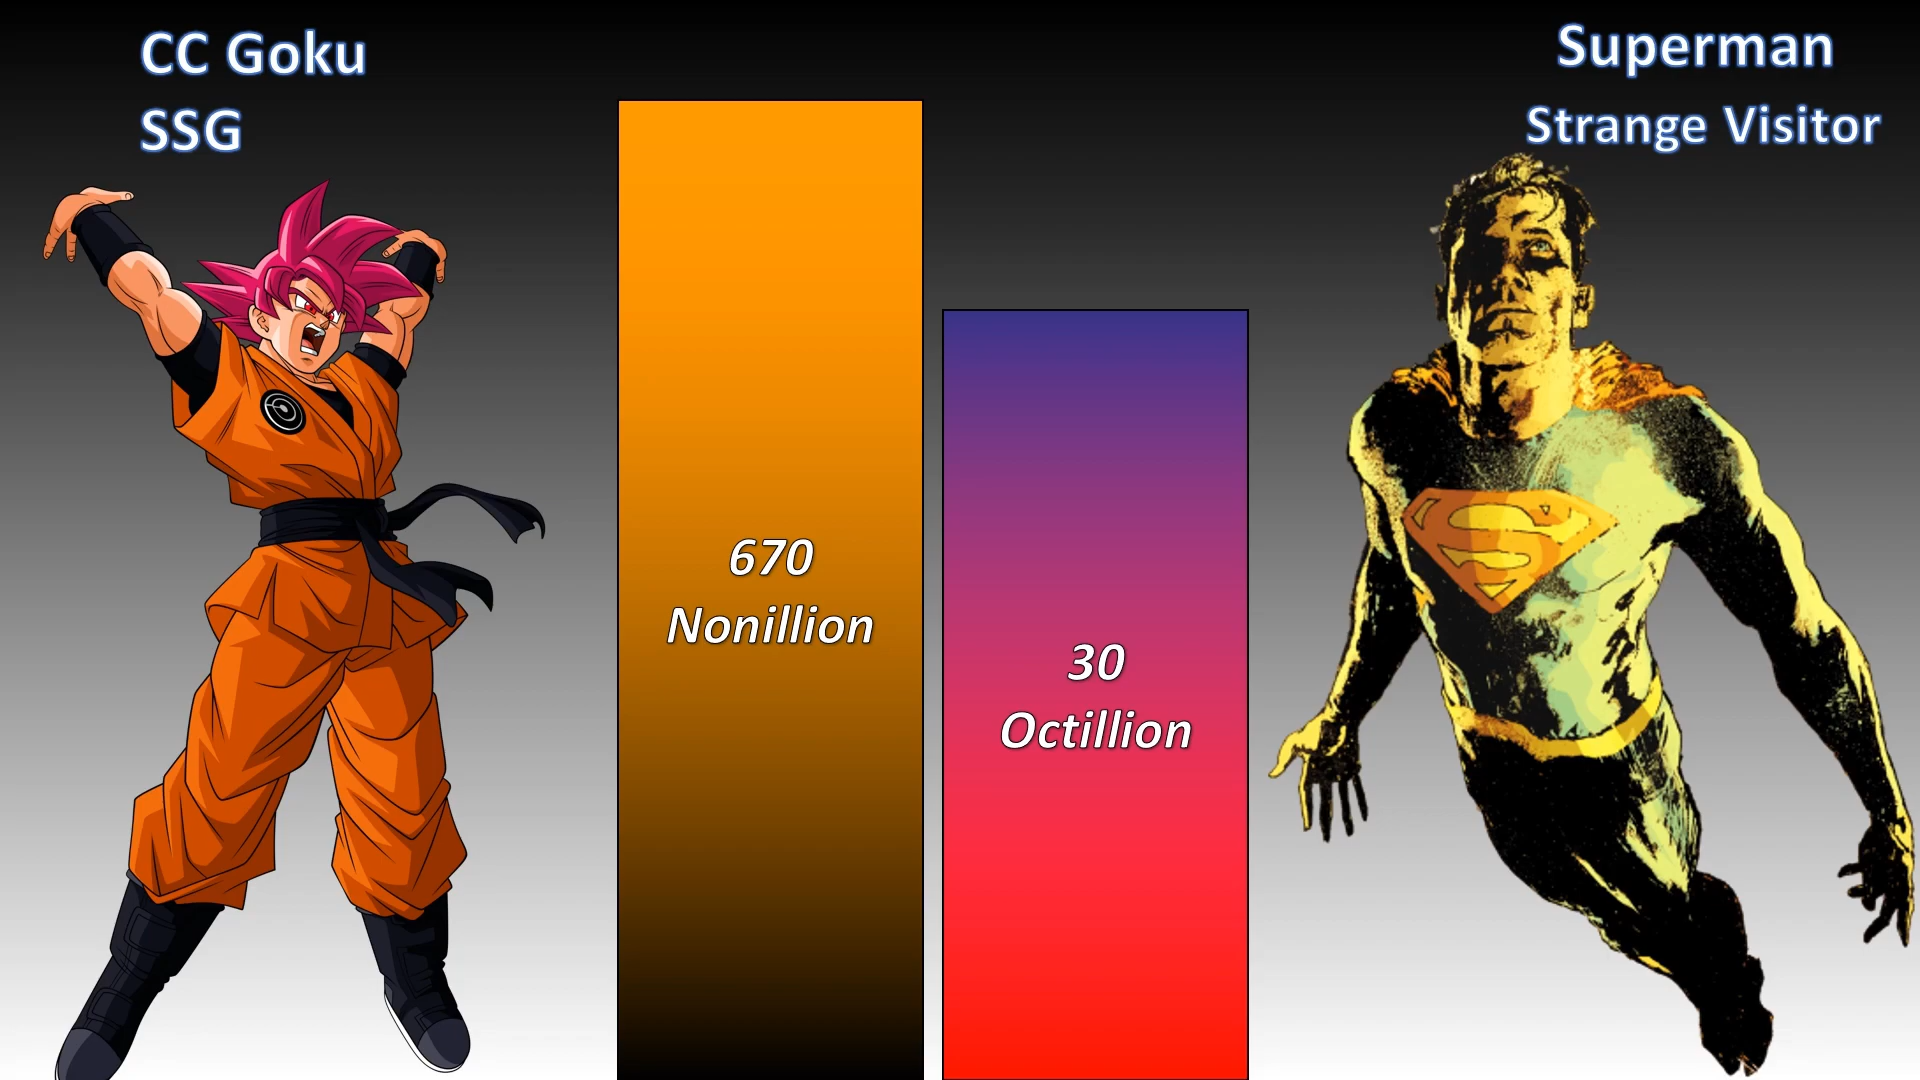 CC Goku
SSG
Superman
Strange Visitor
670
Nonillion
30
Octillion